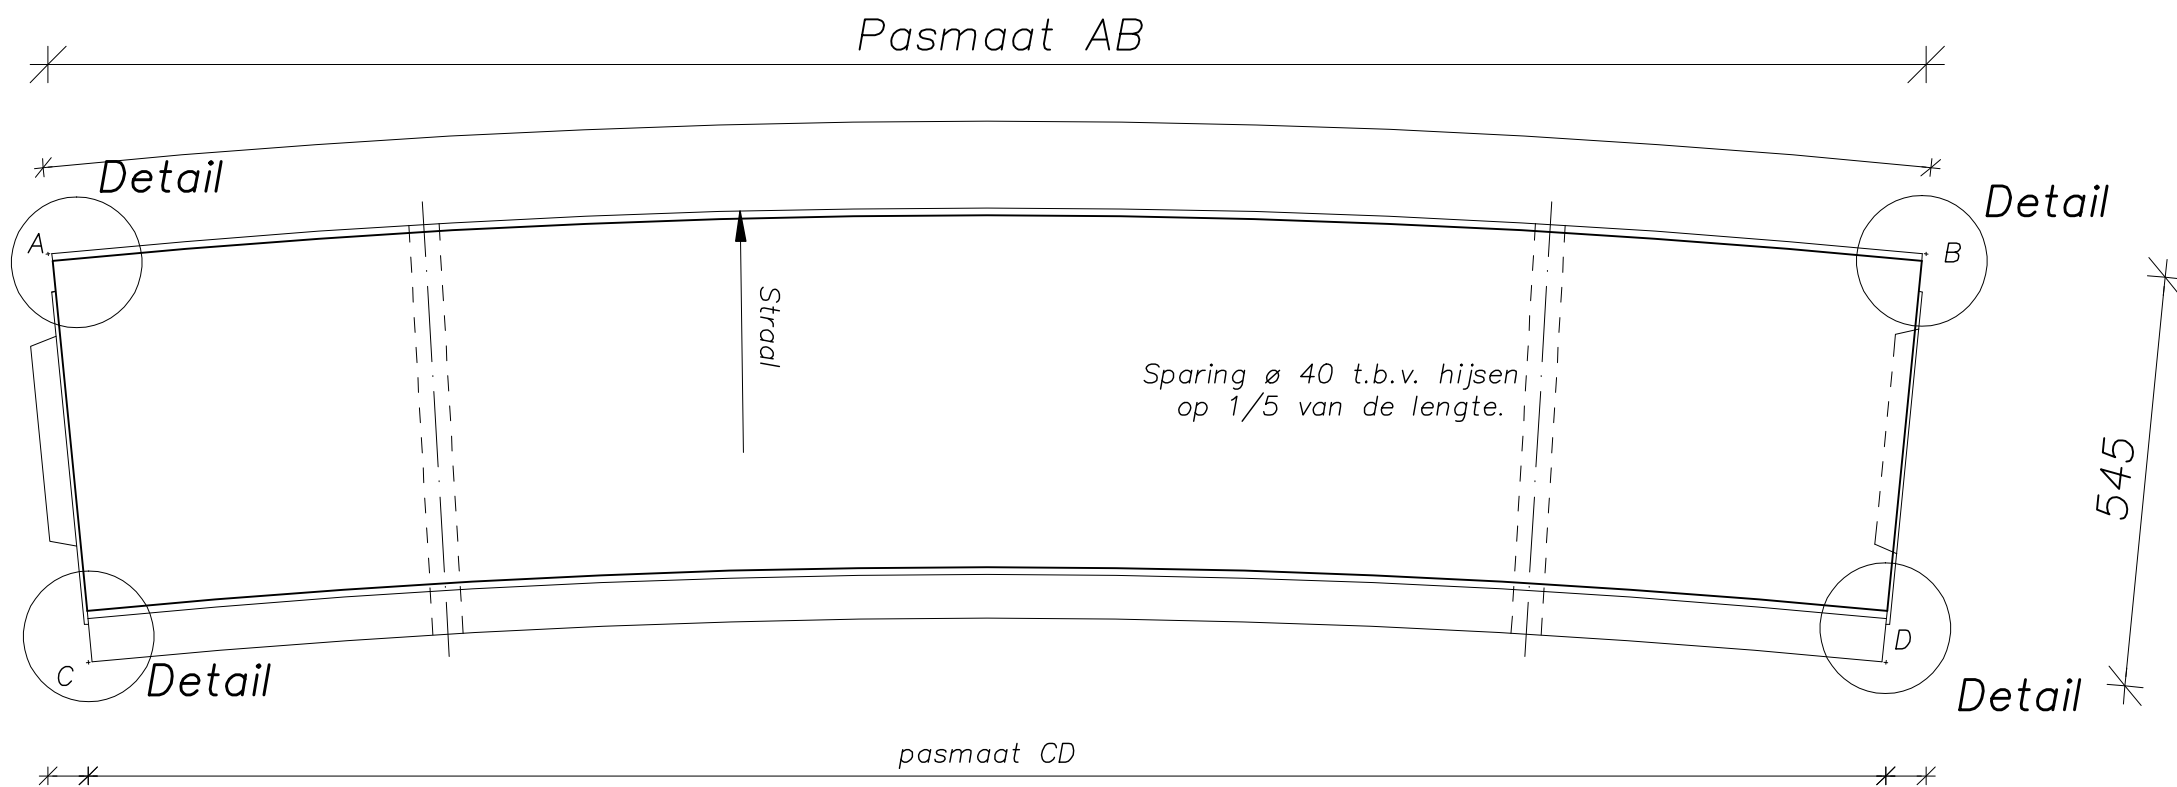 Pasmaat AB
Detail
Detail
A
B
Straal
Sparing ø 40 t.b.v. hijsen
op 1/5 van de lengte.
545
D
C
Detail
Detail
pasmaat CD